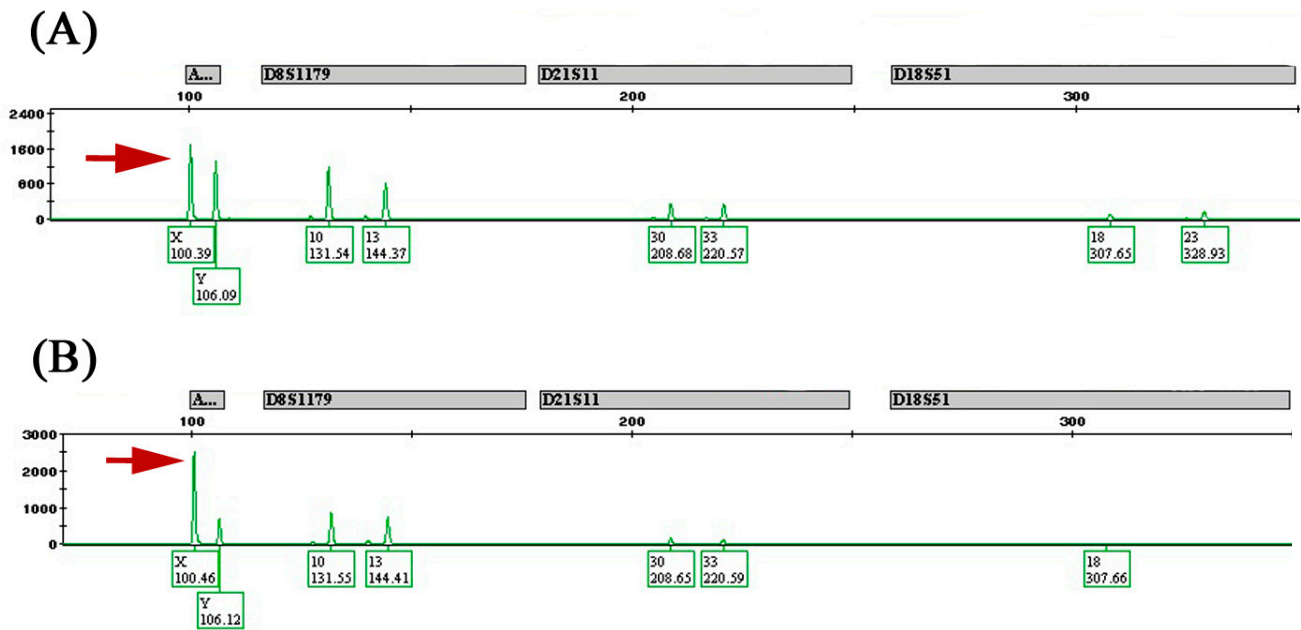 (A)
A... D8S1179 D21S11 D18S51
100 200 300
2400
1600
800
0
X 10 13 30 33 18 23
100.39 131.54 144.37 208.68 220.57 307.65 328.93
Y
106.09
(B)
A... D8S1179 D21S11 D18S51
100 200 300
3000
2000
1000
0
X 10 13 30 33 18
100.46 131.55 144.41 208.65 220.59 307.66
Y
106.12